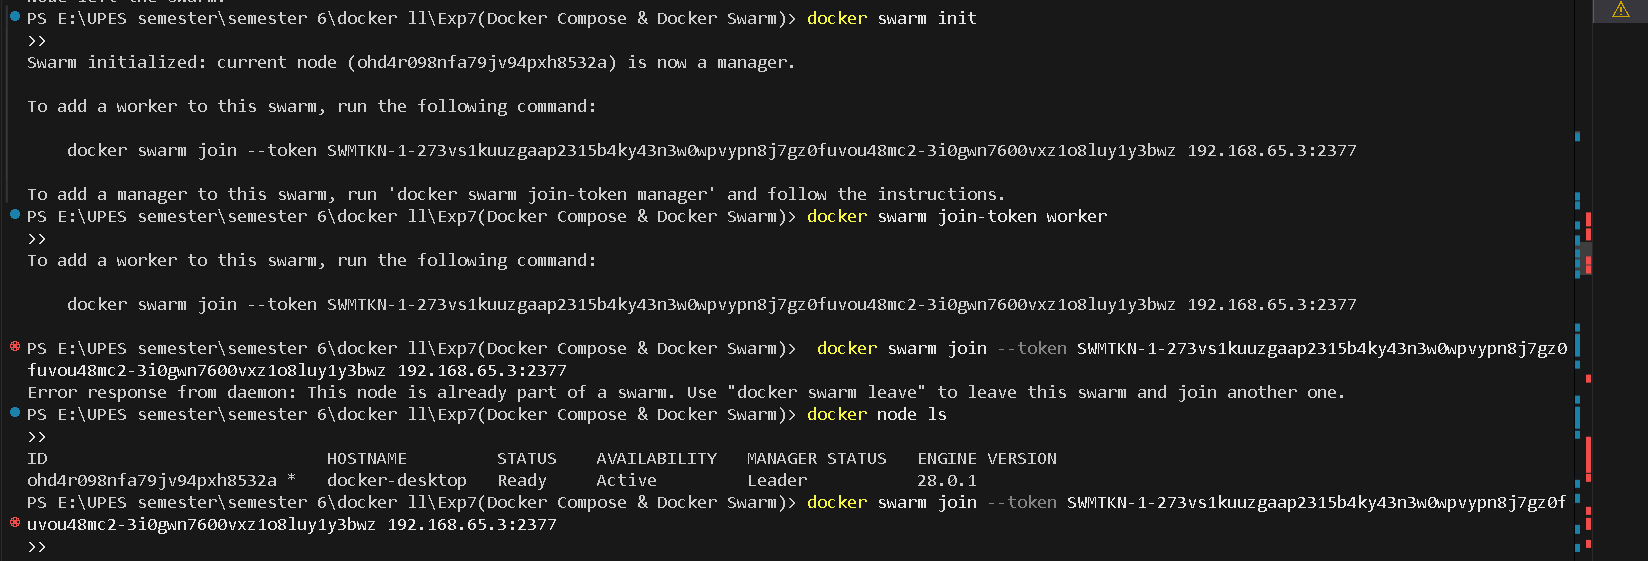 PS E:\UPES semester\semester 6\docker ll\Exp7(Docker Compose & Docker Swarm)> docker swarm init
>>
Swarm initialized: current node (ohd4r098nfa79jv94pxh8532a) is now a manager.
To add a worker to this swarm, run the following command:
docker swarm join --token SWMTKN-1-273vs1kuuzgaap2315b4ky43n3w0wpvypn8j7gz0fuvou48mc2-3i0gwn7600vxz1o8luy1y3bwz 192.168.65.3:2377
To add a manager to this swarm, run 'docker swarm join-token manager' and follow the instructions.
PS E:\UPES semester\semester 6\docker ll\Exp7(Docker Compose & Docker Swarm)> docker swarm join-token worker
>>
To add a worker to this swarm, run the following command:
docker swarm join --token SWMTKN-1-273vs1kuuzgaap2315b4ky43n3w0wpvypn8j7gz0fuvou48mc2-3i0gwn7600vxz1o8luy1y3bwz 192.168.65.3:2377
PS E:\UPES semester\semester 6\docker ll\Exp7(Docker Compose & Docker Swarm)>  docker swarm join --token SWMTKN-1-273vs1kuuzgaap2315b4ky43n3w0wpvypn8j7gz0
fuvou48mc2-3i0gwn7600vxz1o8luy1y3bwz 192.168.65.3:2377
Error response from daemon: This node is already part of a swarm. Use "docker swarm leave" to leave this swarm and join another one.
PS E:\UPES semester\semester 6\docker ll\Exp7(Docker Compose & Docker Swarm)> docker node ls
>>
ID HOSTNAME STATUS AVAILABILITY MANAGER STATUS ENGINE VERSION
ohd4r098nfa79jv94pxh8532a * docker-desktop Ready Active Leader 28.0.1
PS E:\UPES semester\semester 6\docker ll\Exp7(Docker Compose & Docker Swarm)> docker swarm join --token SWMTKN-1-273vs1kuuzgaap2315b4ky43n3w0wpvypn8j7gz0f
uvou48mc2-3i0gwn7600vxz1o8luy1y3bwz 192.168.65.3:2377
>>